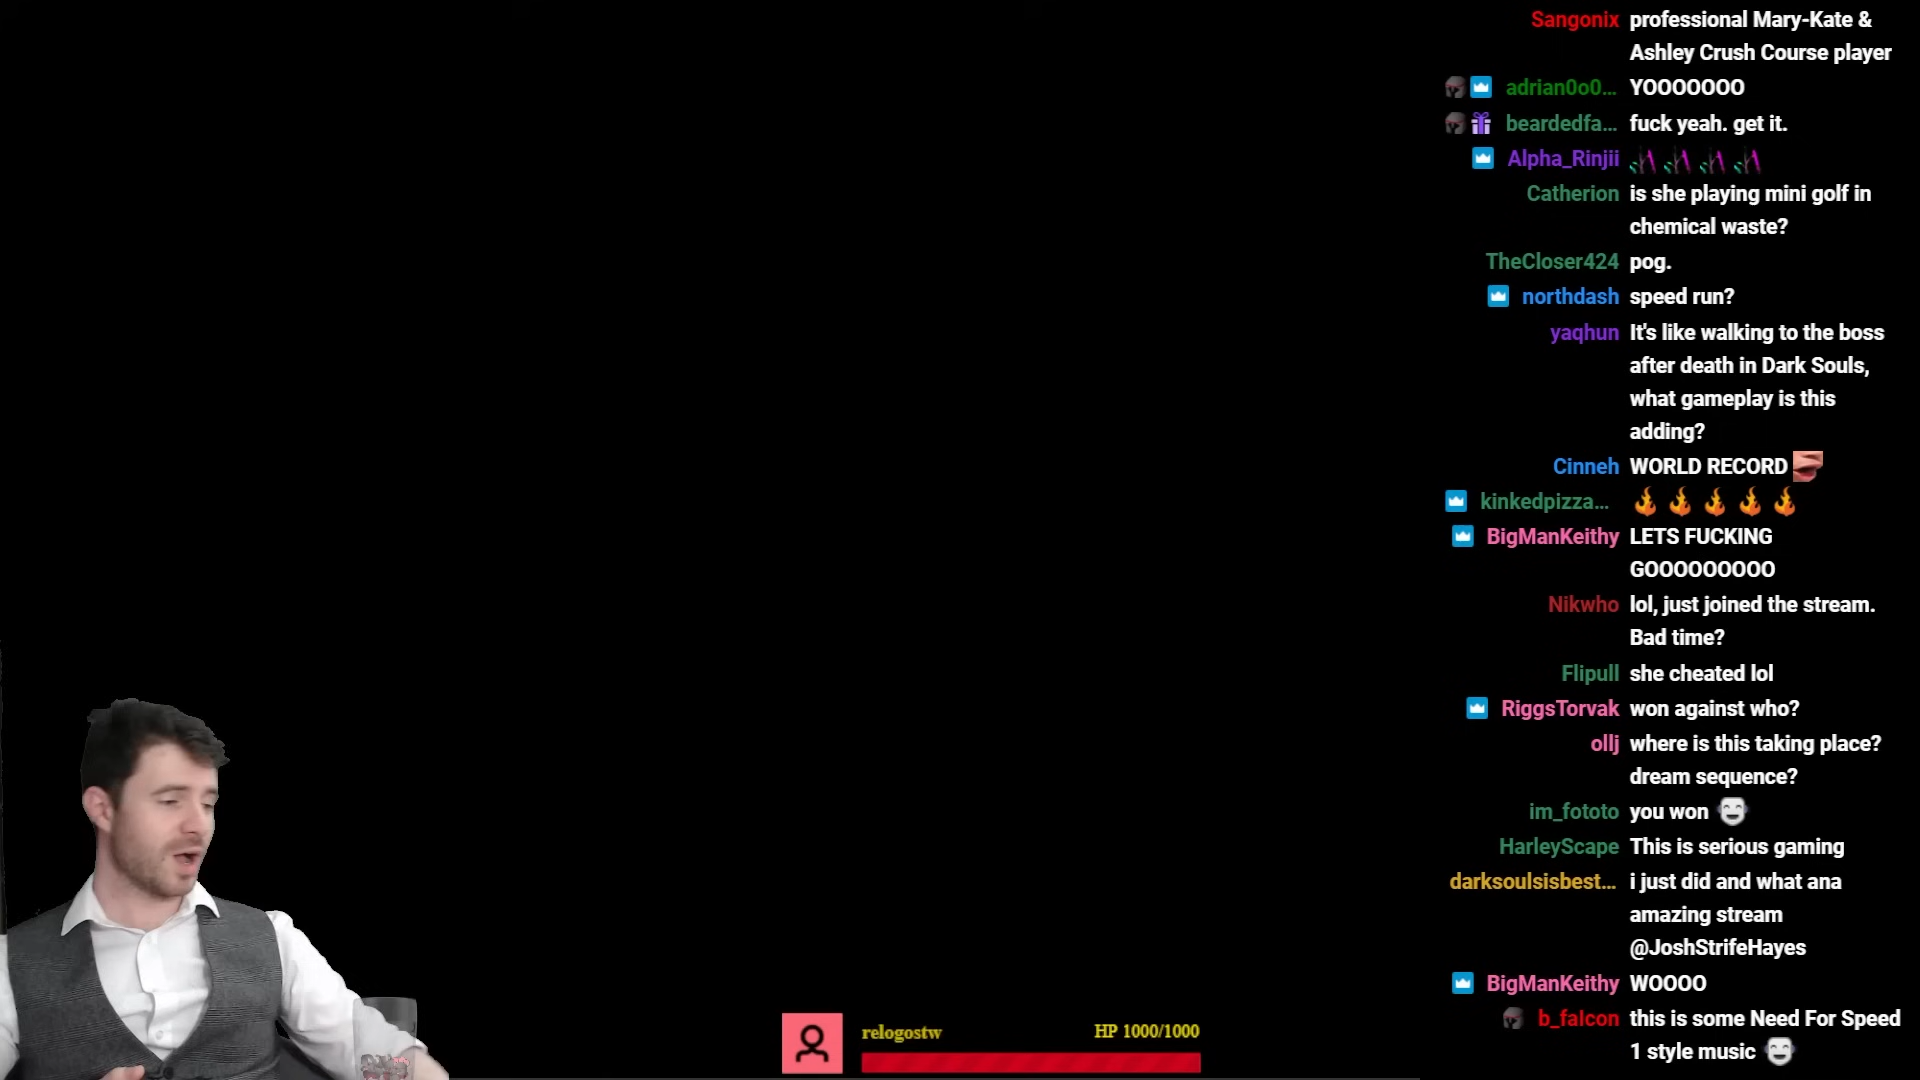 Sangonix professional Mary-Kate &
Ashley Crush Course player
adrian0o0... YOOOOOOO
beardedfa... fuck yeah. get it.
Alpha_Rinjii
Catherion is she playing mini golf in
chemical waste?
TheCloser424 pog.
northdash speed run?
yaqhun It's like walking to the boss
after death in Dark Souls,
what gameplay is this
adding?
Cinneh WORLD RECORD
kinkedpizza...
BigManKeithy LETS FUCKING
GOOOOOOOOO
Nikwho lol, just joined the stream.
Bad time?
Flipull she cheated lol
RiggsTorvak won against who?
ollj where is this taking place?
dream sequence?
im_fototo you won
HarleyScape This is serious gaming
darksoulsisbest... i just did and what ana
amazing stream
@JoshStrifeHayes
BigManKeithy WOOOO
b_falcon this is some Need For Speed
1 style music
relogostw HP 1000/1000